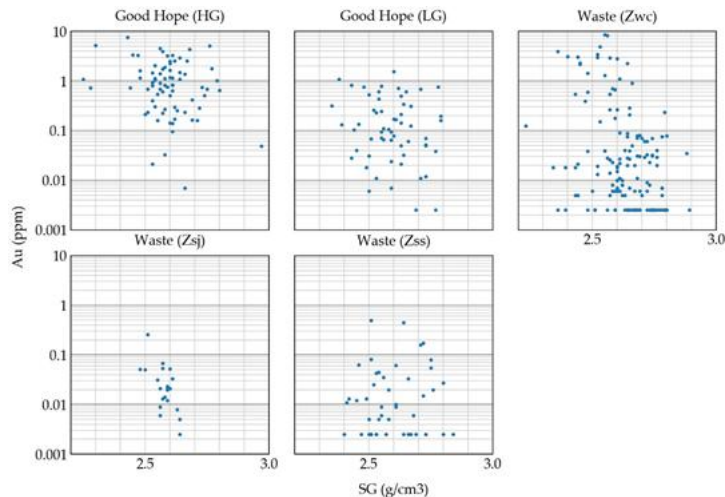 Good Hope (HG) Good Hope (LG) Waste (Zwc)
10
1
0.1
0.01
0.001
2.5 3.0
Au (ppm)
Waste (Zsj) Waste (Zss)
1
0.1
0.01
0.001
2.5 3.0 2.5 3.0
SG (g/cm3)